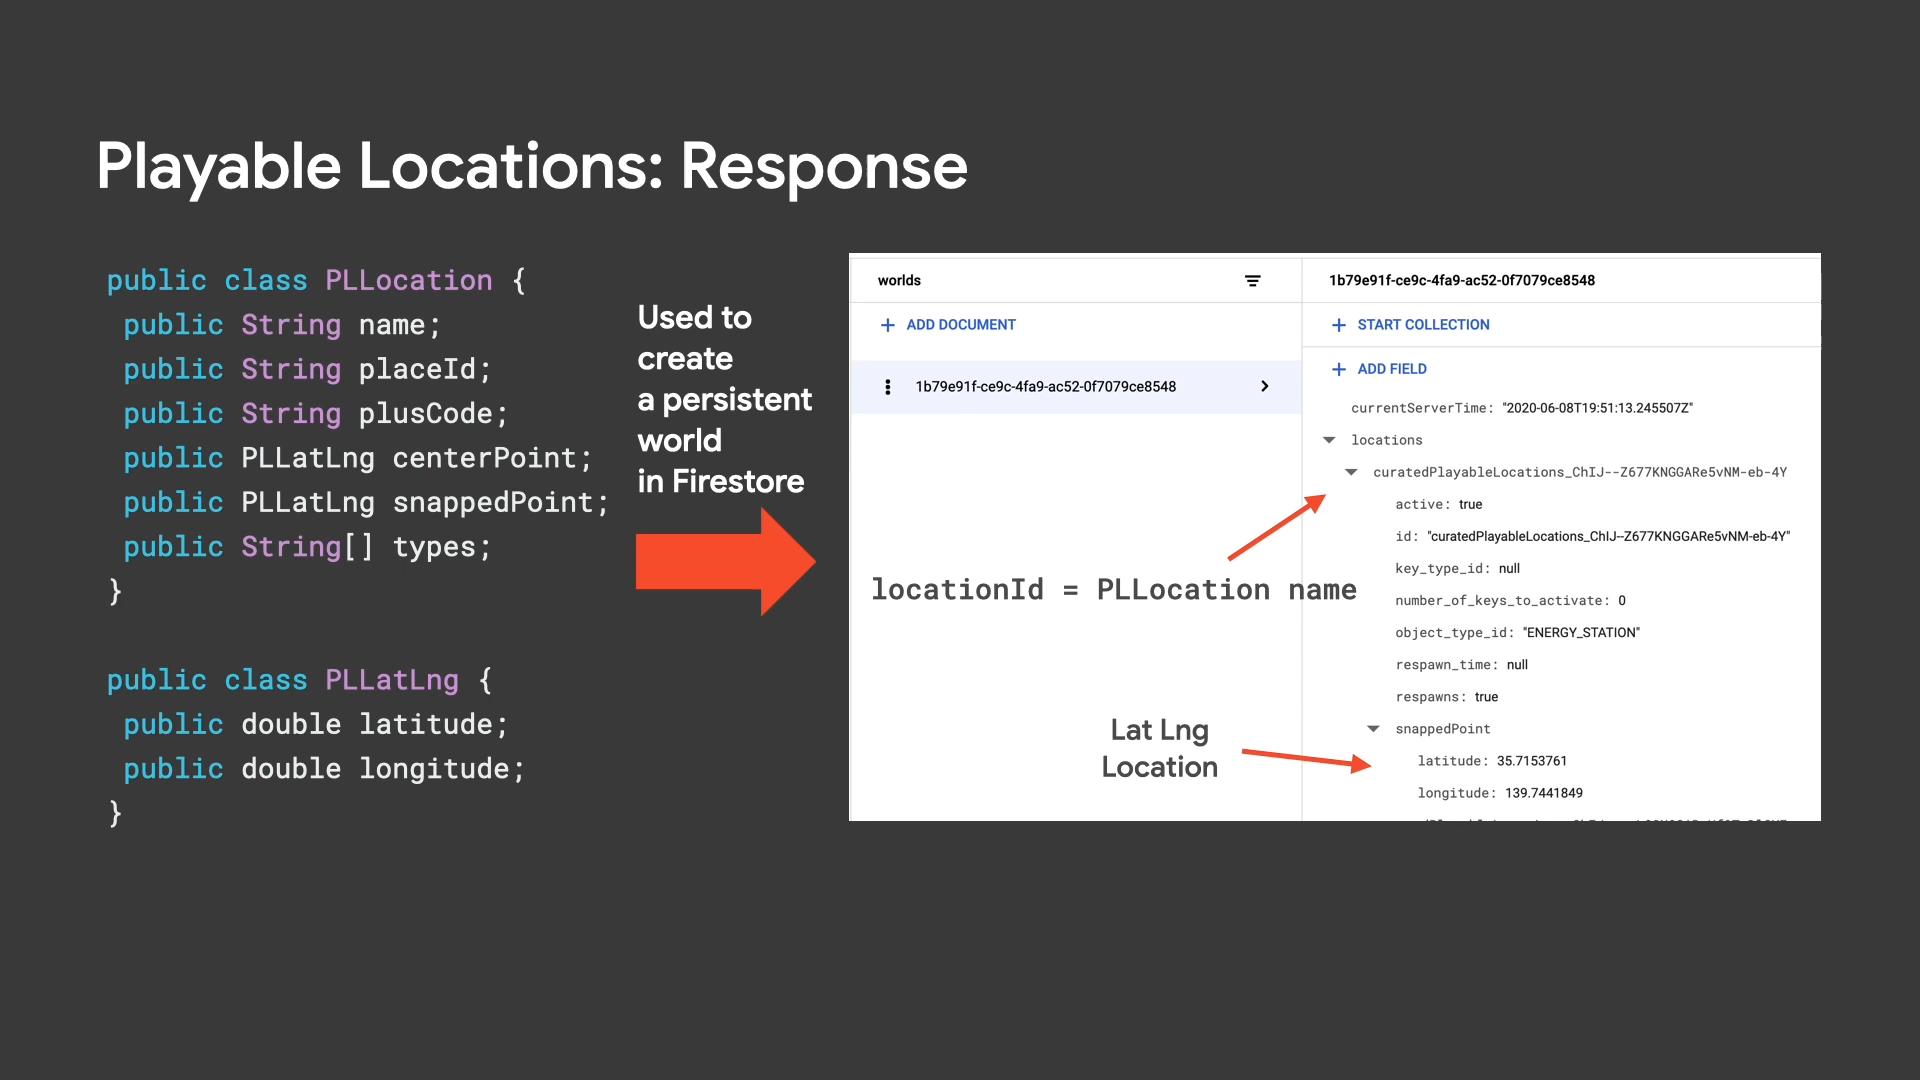 Playable Locations: Response
public class PLLocation {
public String name;
public String placeId;
public String plusCode;
public PLLatLng centerPoint;
public PLLatLng snappedPoint;
public String[] types;
}
public class PLLatLng {
public double latitude;
public double longitude;
}
Used to
create
a persistent
world
in Firestore
worlds
+ ADD DOCUMENT
1b79e91f-ce9c-4fa9-ac52-0f7079ce8548
locationId = PLLocation name
Lat Lng
Location
1b79e91f-ce9c-4fa9-ac52-0f7079ce8548
+ START COLLECTION
+ ADD FIELD
currentServerTime: "2020-06-08T19:51:13.245507Z"
locations
curatedPlayableLocations_ChIJ--Z677KNGGARe5vNM-eb-4Y
active: true
id: "curatedPlayableLocations_ChIJ--Z677KNGGARe5vNM-eb-4Y"
key_type_id: null
number_of_keys_to_activate: 0
object_type_id: "ENERGY_STATION"
respawn_time: null
respawns: true
snappedPoint
latitude: 35.7153761
longitude: 139.7441849